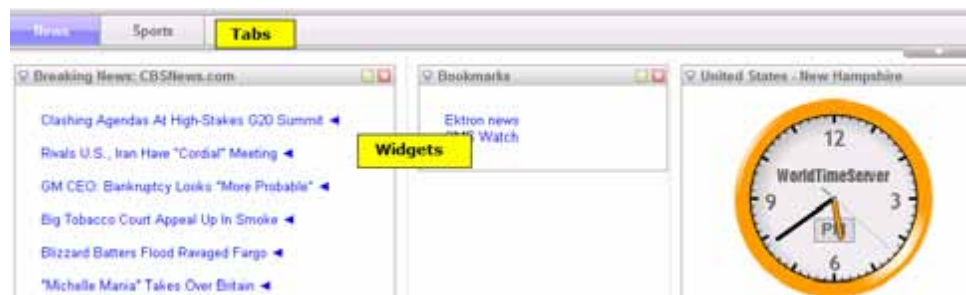 News Sports Tabs
Breaking News: CBSNews.com
Clashing Agendas At High-Stakes G20 Summit
Rivals U.S., Iran Have "Cordial" Meeting
GM CEO: Bankruptcy Looks "More Probable"
Big Tobacco Court Appeal Up In Smoke
Blizzard Batters Flood Ravaged Fargo
"Michelle Mania" Takes Over Britain
Bookmarks
Ektron news
Watch
Widgets
United States - New Hampshire
12
WorldTimeServer
9 3
PM
6